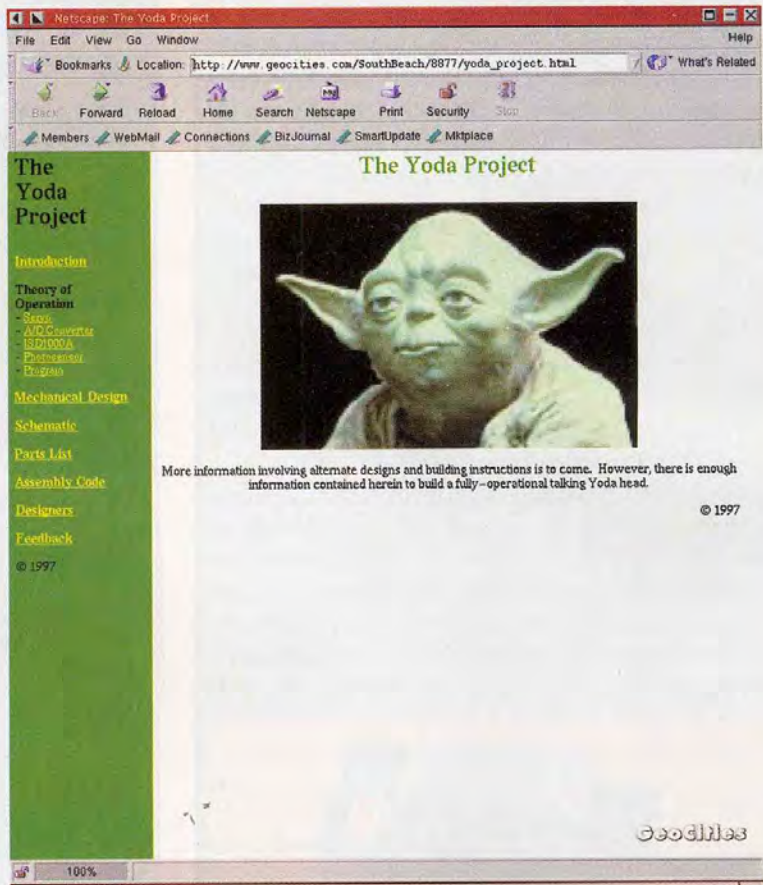 Netscape: The Yoda Project
File Edit View Go Window Help
Bookmarks Location: http://www.geocities.com/SouthBeach/8877/yoda_project.html What's Related
Back Forward Reload Home Search Netscape Print Security Stop
Members WebMail Connections BizJournal SmartUpdate Mktplace
The
Yoda
Project
Introduction
Theory of
Operation
- Servo
- A/D Converter
- ISD1000A
- Photosensor
- Program
Mechanical Design
Schematic
Parts List
Assembly Code
Designers
Feedback
© 1997
The Yoda Project
More information involving alternate designs and building instructions is to come. However, there is enough
information contained herein to build a fully-operational talking Yoda head.
© 1997
GeoCities
100%